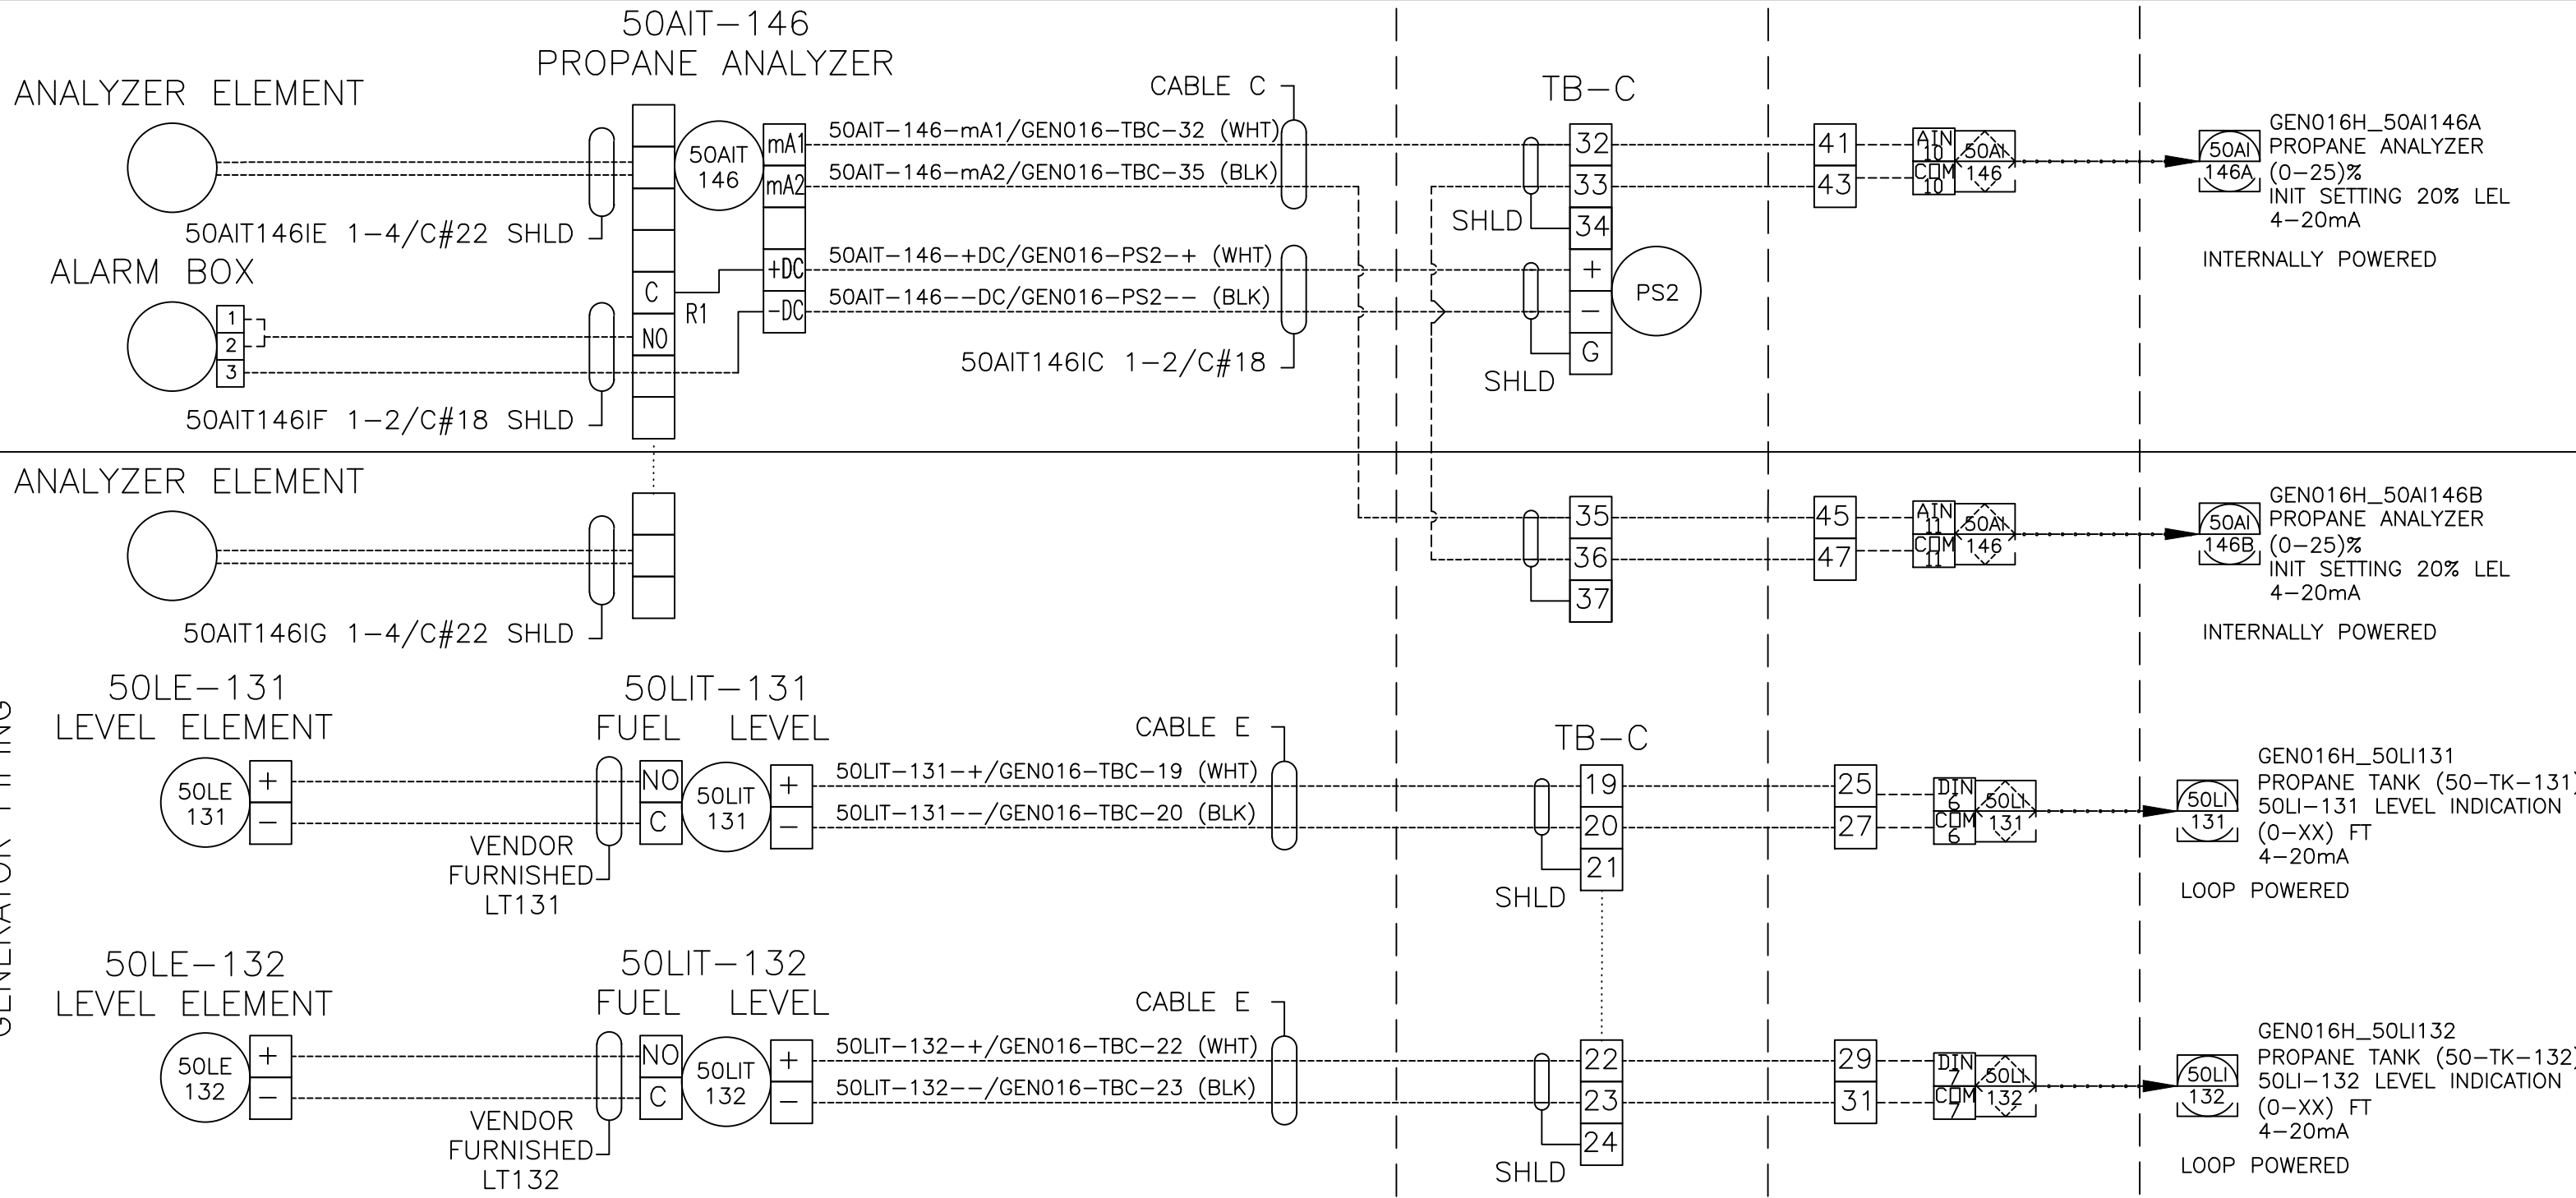 50AIT-146
PROPANE ANALYZER
ANALYZER ELEMENT
50AIT146IE 1-4/C#22 SHLD
ALARM BOX
1
2
3
50AIT146IF 1-2/C#18 SHLD
C
NO
R1
50AIT
146
mA1
mA2
+DC
-DC
CABLE C
50AIT-146-mA1/GEN016-TBC-32 (WHT)
50AIT-146-mA2/GEN016-TBC-35 (BLK)
50AIT-146-+DC/GEN016-PS2-+ (WHT)
50AIT-146--DC/GEN016-PS2-- (BLK)
50AIT146IC 1-2/C#18
TB-C
32
33
34
+
-
G
SHLD
SHLD
PS2
41
43
AIN
10
COM
10
50AI
146
50AI
146A
GEN016H_50AI146A
PROPANE ANALYZER
(0-25)%
INIT SETTING 20% LEL
4-20mA
INTERNALLY POWERED
ANALYZER ELEMENT
50AIT146IG 1-4/C#22 SHLD
35
36
37
45
47
AIN
11
COM
11
50AI
146
50AI
146B
GEN016H_50AI146B
PROPANE ANALYZER
(0-25)%
INIT SETTING 20% LEL
4-20mA
INTERNALLY POWERED
GENERATOR
50LE-131
LEVEL ELEMENT
50LE
131
+
-
VENDOR
FURNISHED
LT131
50LIT-131
FUEL LEVEL
NO
C
50LIT
131
+
-
CABLE E
50LIT-131-+/GEN016-TBC-19 (WHT)
50LIT-131--/GEN016-TBC-20 (BLK)
TB-C
19
20
21
SHLD
25
27
DIN
6
COM
6
50LI
131
50LI
131
GEN016H_50LI131
PROPANE TANK (50-TK-131)
50LI-131 LEVEL INDICATION
(0-XX) FT
4-20mA
LOOP POWERED
50LE-132
LEVEL ELEMENT
50LE
132
+
-
VENDOR
FURNISHED
LT132
50LIT-132
FUEL LEVEL
NO
C
50LIT
132
+
-
CABLE E
50LIT-132-+/GEN016-TBC-22 (WHT)
50LIT-132--/GEN016-TBC-23 (BLK)
22
23
24
SHLD
29
31
DIN
7
COM
7
50LI
132
50LI
132
GEN016H_50LI132
PROPANE TANK (50-TK-132)
50LI-132 LEVEL INDICATION
(0-XX) FT
4-20mA
LOOP POWERED